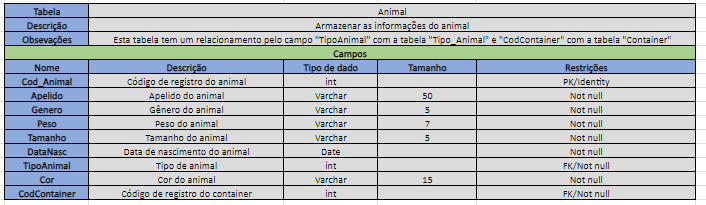 Tabela Animal
Descrição Armazenar as informações do animal
Obsevações Esta tabela tem um relacionamento pelo campo "TipoAnimal" com a tabela "Tipo_Animal" e "CodContainer" com a tabela "Container"
Campos
Nome Descrição Tipo de dado Tamanho Restrições
Cod_Animal Código de registro do animal int PK/Identity
Apelido Apelido do animal Varchar 50 Not null
Genero Gênero do animal Varchar 5 Not null
Peso Peso do animal Varchar 7 Not null
Tamanho Tamanho do animal Varchar 5 Not null
DataNasc Data de nascimento do animal Date Not null
TipoAnimal Tipo de animal int FK/Not null
Cor Cor do animal Varchar 15 Not null
CodContainer Código de registro do container int FK/Not null